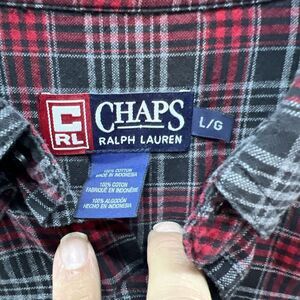 C
RL
CHAPS
RALPH LAUREN
L/G
100% COTTON
MADE IN INDONESIA
100% COTON
FABRIQUÉ EN INDONÉSIE
100% ALGODÓN
HECHO EN INDONESIA